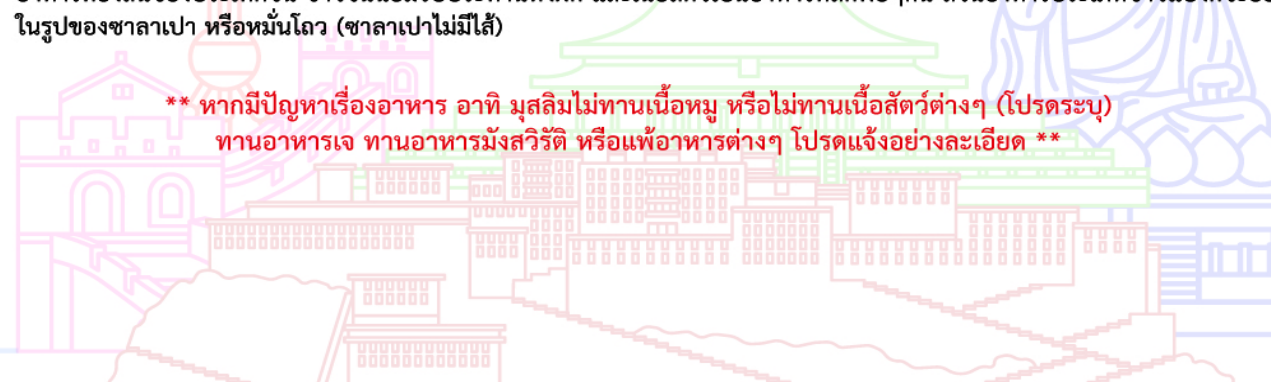 ในรูปของซาลาเปา หรือหมั่นโถว (ซาลาเปาไม่มีไส้)
** หากมีปัญหาเรื่องอาหาร อาทิ มุสลิมไม่ทานเนื้อหมู หรือไม่ทานเนื้อสัตว์ต่างๆ (โปรดระบุ)
ทานอาหารเจ ทานอาหารมังสวิรัติ หรือแพ้อาหารต่างๆ โปรดแจ้งอย่างละเอียด **